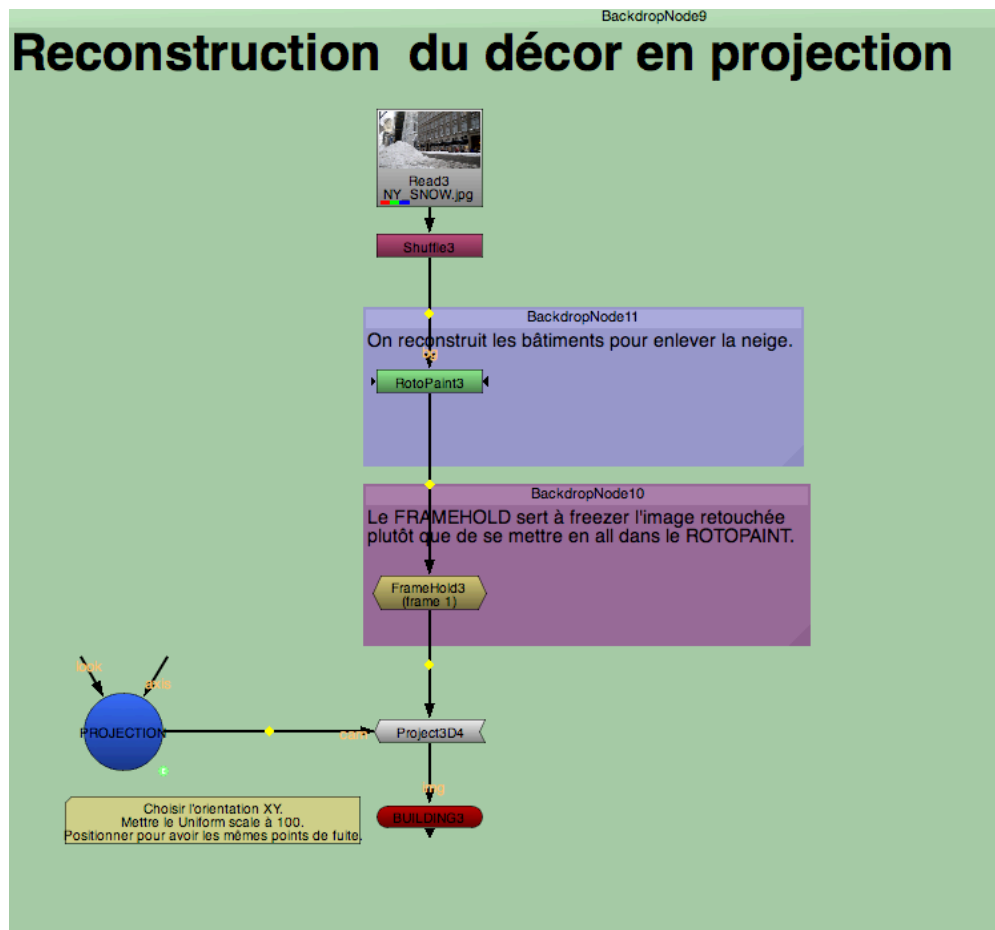 BackdropNode9
Reconstruction  du décor en projection
Read3
NY_SNOW.jpg
Shuffle3
BackdropNode11
On reconstruit les bâtiments pour enlever la neige.
bg
RotoPaint3
BackdropNode10
Le FRAMEHOLD sert à freezer l'image retouchée
plutôt que de se mettre en all dans le ROTOPAINT.
FrameHold3
(frame 1)
look
axis
PROJECTION
cam
Project3D4
img
BUILDING3
Choisir l'orientation XY.
Mettre le Uniform scale à 100.
Positionner pour avoir les mêmes points de fuite.